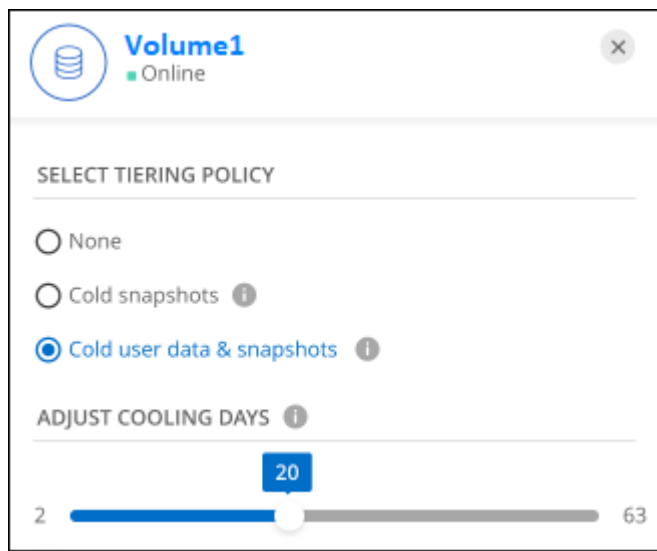 Volume1
Online
SELECT TIERING POLICY
None
Cold snapshots
Cold user data & snapshots
ADJUST COOLING DAYS
20
2 63